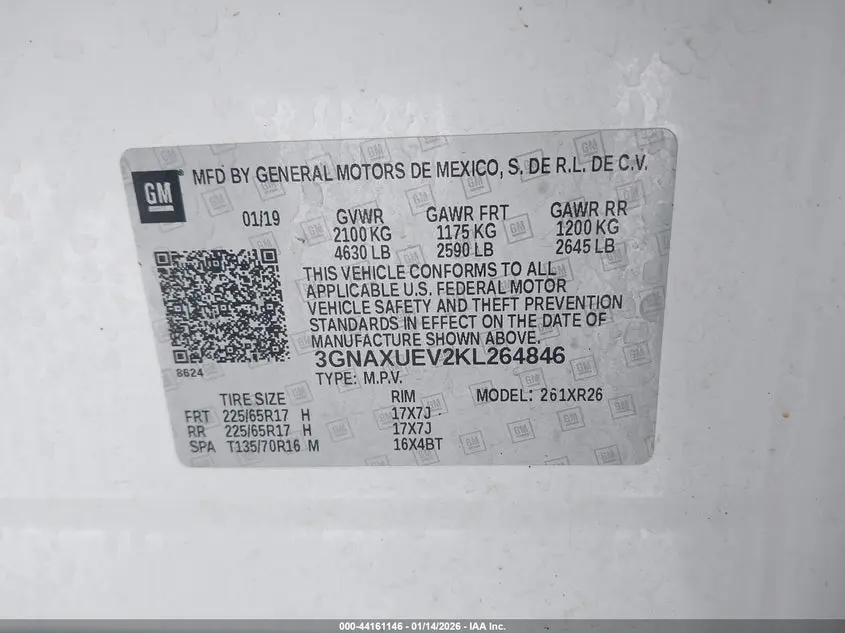 GM
MFD BY GENERAL MOTORS DE MEXICO, S. DE R.L. DE C.V.
01/19 GVWR GAWR FRT GAWR RR
2100 KG 1175 KG 1200 KG
4630 LB 2590 LB 2645 LB
THIS VEHICLE CONFORMS TO ALL
APPLICABLE U.S. FEDERAL MOTOR
VEHICLE SAFETY AND THEFT PREVENTION
STANDARDS IN EFFECT ON THE DATE OF
MANUFACTURE SHOWN ABOVE.
3GNAXUEV2KL264846
8624
TYPE: M.P.V.
TIRE SIZE RIM MODEL: 261XR26
FRT 225/65R17 H 17X7J
RR 225/65R17 H 17X7J
SPA T135/70R16 M 16X4BT
000-44161146 - 01/14/2026 - IAA Inc.